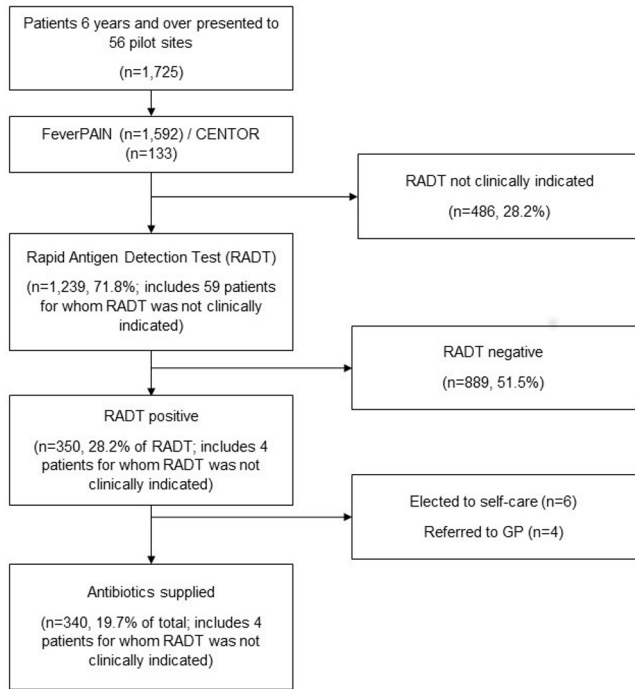 Patients 6 years and over presented to
56 pilot sites
(n=1,725)
FeverPAIN (n=1,592) / CENTOR
(n=133)
RADT not clinically indicated
(n=486, 28.2%)
Rapid Antigen Detection Test (RADT)
(n=1,239, 71.8%; includes 59 patients
for whom RADT was not clinically
indicated)
RADT negative
(n=889, 51.5%)
RADT positive
(n=350, 28.2% of RADT; includes 4
patients for whom RADT was not
clinically indicated)
Elected to self-care (n=6)
Referred to GP (n=4)
Antibiotics supplied
(n=340, 19.7% of total; includes 4
patients for whom RADT was not
clinically indicated)